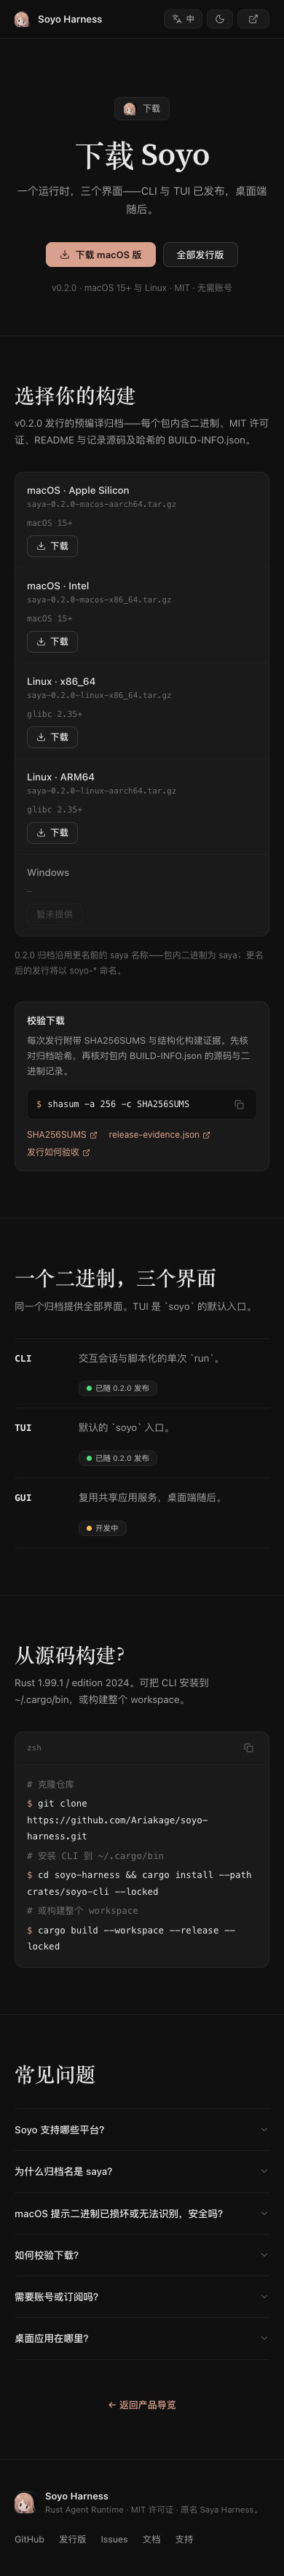 Soyo Harness
中
下载
下载 Soyo
一个运行时，三个界面——CLI 与 TUI 已发布，桌面端
随后。
下载 macOS 版
全部发行版
v0.2.0 · macOS 15+ 与 Linux · MIT · 无需账号
选择你的构建
v0.2.0 发行的预编译归档——每个包内含二进制、MIT 许可
证、README 与记录源码及哈希的 BUILD-INFO.json。
macOS · Apple Silicon
saya-0.2.0-macos-aarch64.tar.gz
macOS 15+
下载
macOS · Intel
saya-0.2.0-macos-x86_64.tar.gz
macOS 15+
下载
Linux · x86_64
saya-0.2.0-linux-x86_64.tar.gz
glibc 2.35+
下载
Linux · ARM64
saya-0.2.0-linux-aarch64.tar.gz
glibc 2.35+
下载
Windows
—
暂未提供
0.2.0 归档沿用更名前的 saya 名称——包内二进制为 saya；更名
后的发行将以 soyo-* 命名。
校验下载
每次发行附带 SHA256SUMS 与结构化构建证据。先核
对归档哈希，再核对包内 BUILD-INFO.json 的源码与二
进制记录。
$ shasum -a 256 -c SHA256SUMS
SHA256SUMS
release-evidence.json
发行如何验收
一个二进制，三个界面
同一个归档提供全部界面。TUI 是 `soyo` 的默认入口。
CLI
交互会话与脚本化的单次 `run`。
已随 0.2.0 发布
TUI
默认的 `soyo` 入口。
已随 0.2.0 发布
GUI
复用共享应用服务，桌面端随后。
开发中
从源码构建？
Rust 1.99.1 / edition 2024。可把 CLI 安装到
~/.cargo/bin，或构建整个 workspace。
zsh
# 克隆仓库
$ git clone
https://github.com/Ariakage/soyo-
harness.git
# 安装 CLI 到 ~/.cargo/bin
$ cd soyo-harness && cargo install --path
crates/soyo-cli --locked
# 或构建整个 workspace
$ cargo build --workspace --release --
locked
常见问题
Soyo 支持哪些平台？
为什么归档名是 saya？
macOS 提示二进制已损坏或无法识别，安全吗？
如何校验下载？
需要账号或订阅吗？
桌面应用在哪里？
← 返回产品导览
Soyo Harness
Rust Agent Runtime · MIT 许可证 · 原名 Saya Harness。
GitHub
发行版
Issues
文档
支持